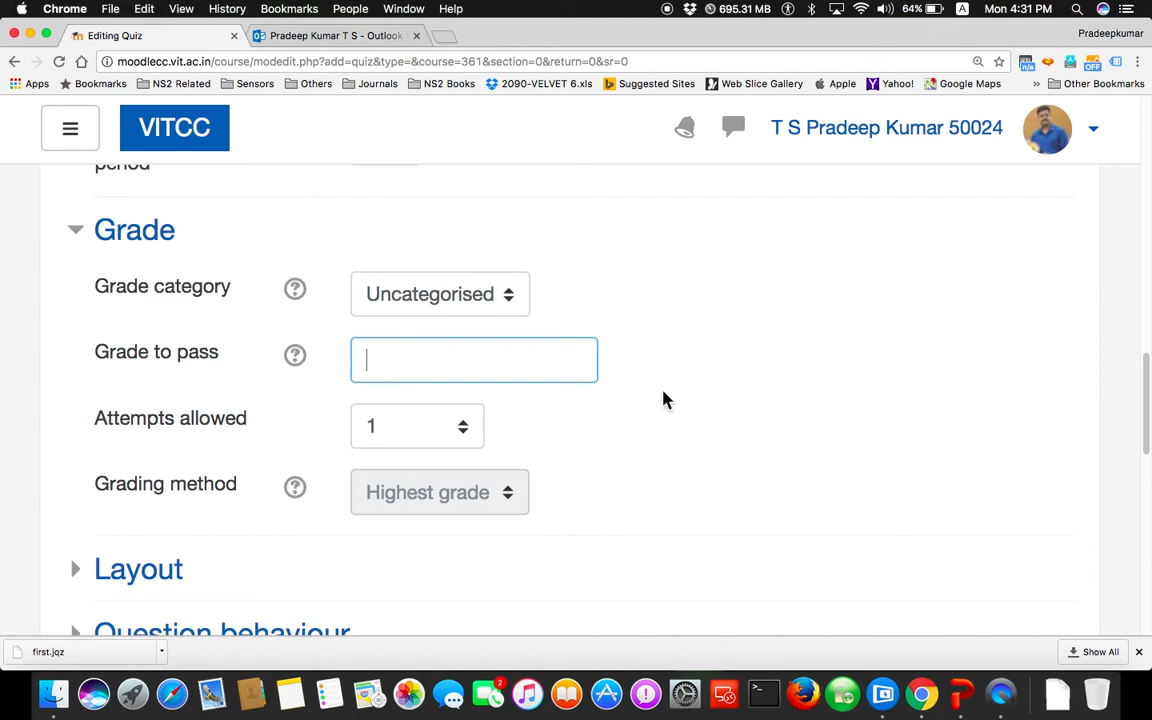 Chrome File Edit View History Bookmarks People Window Help 695.31 MB 64% A Mon 4:31 PM
Editing Quiz Pradeep Kumar T S - Outlook Pradeepkumar
moodlecc.vit.ac.in/course/modedit.php?add=quiz&type=&course=361&section=0&return=0&sr=0
Apps Bookmarks NS2 Related Sensors Others Journals NS2 Books 2090-VELVET 6.xls Suggested Sites Web Slice Gallery Apple Yahoo! Google Maps » Other Bookmarks
VITCC T S Pradeep Kumar 50024
period
Grade
Grade category ? Uncategorised
Grade to pass ?
Attempts allowed 1
Grading method ? Highest grade
Layout
Question behaviour
first.jqz Show All
2